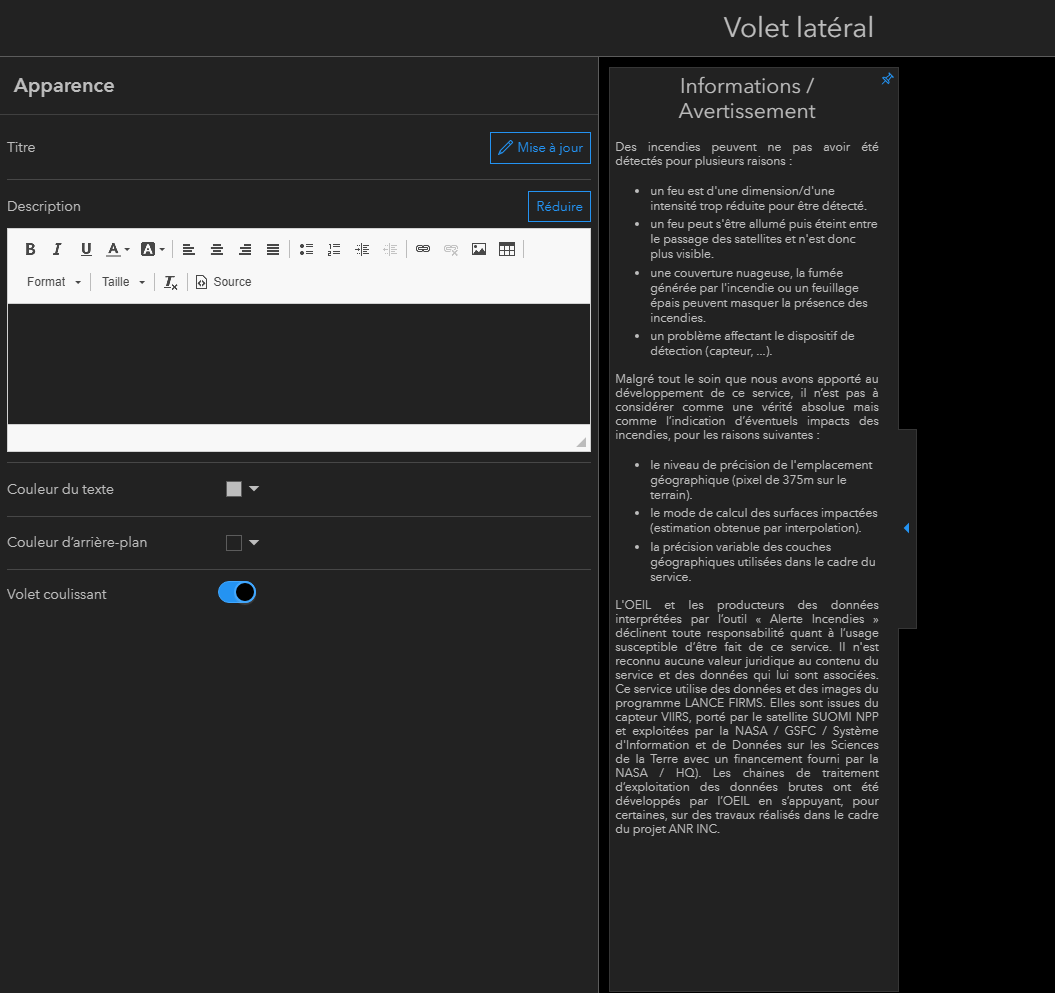 Volet latéral
Apparence
Titre
Mise à jour
Description
Réduire
B I U A A
Format
Taille
Tx
Source
Couleur du texte
Couleur d’arrière-plan
Volet coulissant
Informations /
Avertissement
Des incendies peuvent ne pas avoir été
détectés pour plusieurs raisons :
• un feu est d'une dimension/d'une
intensité trop réduite pour être détecté.
• un feu peut s'être allumé puis éteint entre
le passage des satellites et n'est donc
plus visible.
• une couverture nuageuse, la fumée
générée par l'incendie ou un feuillage
épais peuvent masquer la présence des
incendies.
• un problème affectant le dispositif de
détection (capteur, ...).
Malgré tout le soin que nous avons apporté au
développement de ce service, il n’est pas à
considérer comme une vérité absolue mais
comme l’indication d’éventuels impacts des
incendies, pour les raisons suivantes :
• le niveau de précision de l'emplacement
géographique (pixel de 375m sur le
terrain).
• le mode de calcul des surfaces impactées
(estimation obtenue par interpolation).
• la précision variable des couches
géographiques utilisées dans le cadre du
service.
L'OEIL et les producteurs des données
interprétées par l’outil « Alerte Incendies »
déclinent toute responsabilité quant à l’usage
susceptible d’être fait de ce service. Il n'est
reconnu aucune valeur juridique au contenu du
service et des données qui lui sont associées.
Ce service utilise des données et des images du
programme LANCE FIRMS. Elles sont issues du
capteur VIIRS, porté par le satellite SUOMI NPP
et exploitées par la NASA / GSFC / Système
d'Information et de Données sur les Sciences
de la Terre avec un financement fourni par la
NASA / HQ). Les chaines de traitement
d’exploitation des données brutes ont été
développés par l’OEIL en s’appuyant, pour
certaines, sur des travaux réalisés dans le cadre
du projet ANR INC.